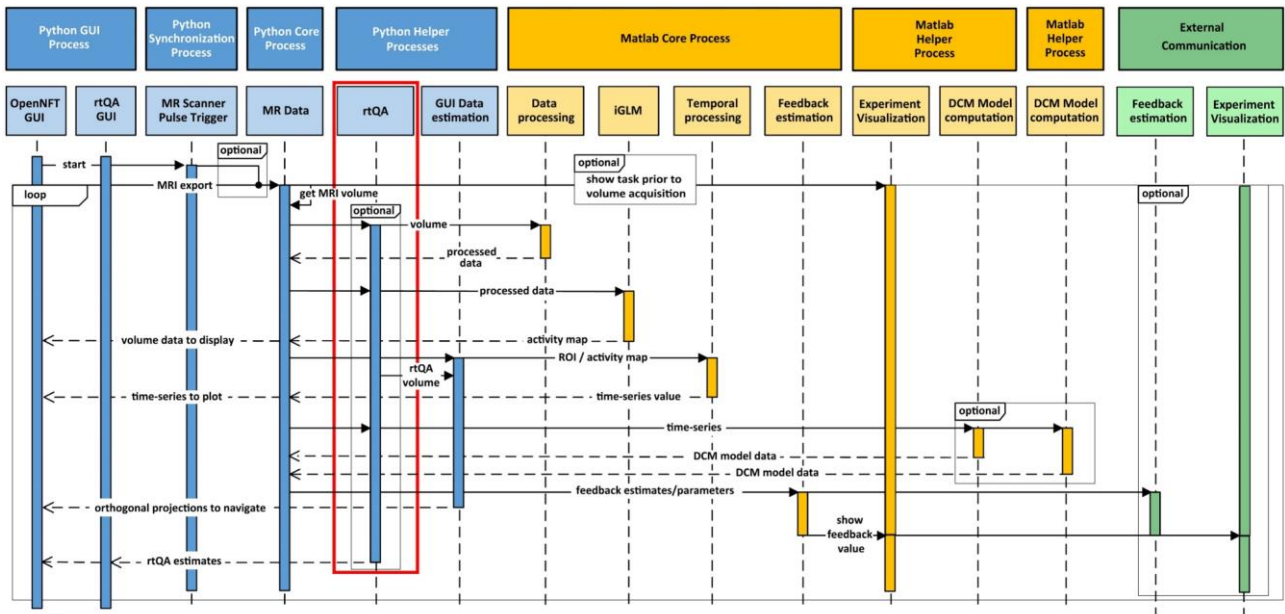 Python GUI
Process
Python
Synchronization
Process
Python Core
Process
Python Helper
Processes
Matlab Core Process
Matlab
Helper
Process
Matlab
Helper
Process
External
Communication
OpenNFT
GUI
rtQA
GUI
MR Scanner
Pulse Trigger
MR Data
rtQA
GUI Data
estimation
Data
processing
iGLM
Temporal
processing
Feedback
estimation
Experiment
Visualization
DCM Model
computation
DCM Model
computation
Feedback
estimation
Experiment
Visualization
optional
start
optional
loop
MRI export
show task prior to
volume acquisition
optional
get MRI volume
optional
volume
processed
data
processed data
volume data to display
activity map
ROI / activity map
rtQA
volume
time-series to plot
time-series value
optional
time-series
DCM model data
DCM model data
feedback estimates/parameters
orthogonal projections to navigate
show
feedback
value
rtQA estimates